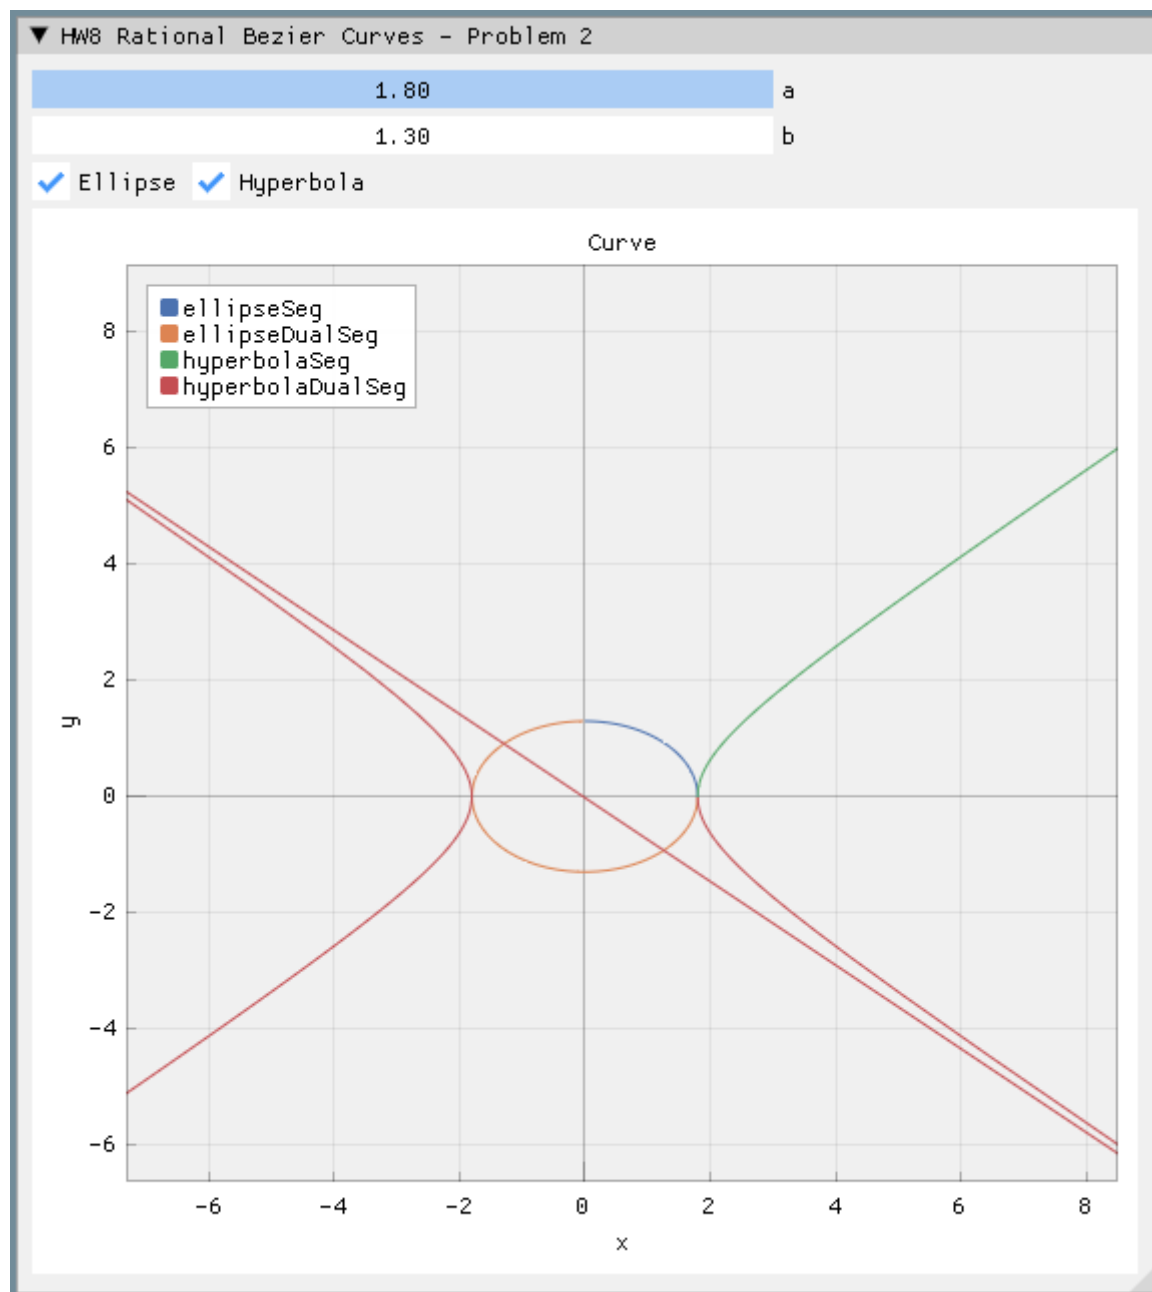 ▼ HW8 Rational Bezier Curves - Problem 2
1.80 a
1.30 b
Ellipse Hyperbola
Curve
ellipseSeg
ellipseDualSeg
hyperbolaSeg
hyperbolaDualSeg
8
6
4
2
0
-2
-4
-6
y
-6 -4 -2 0 2 4 6 8
x